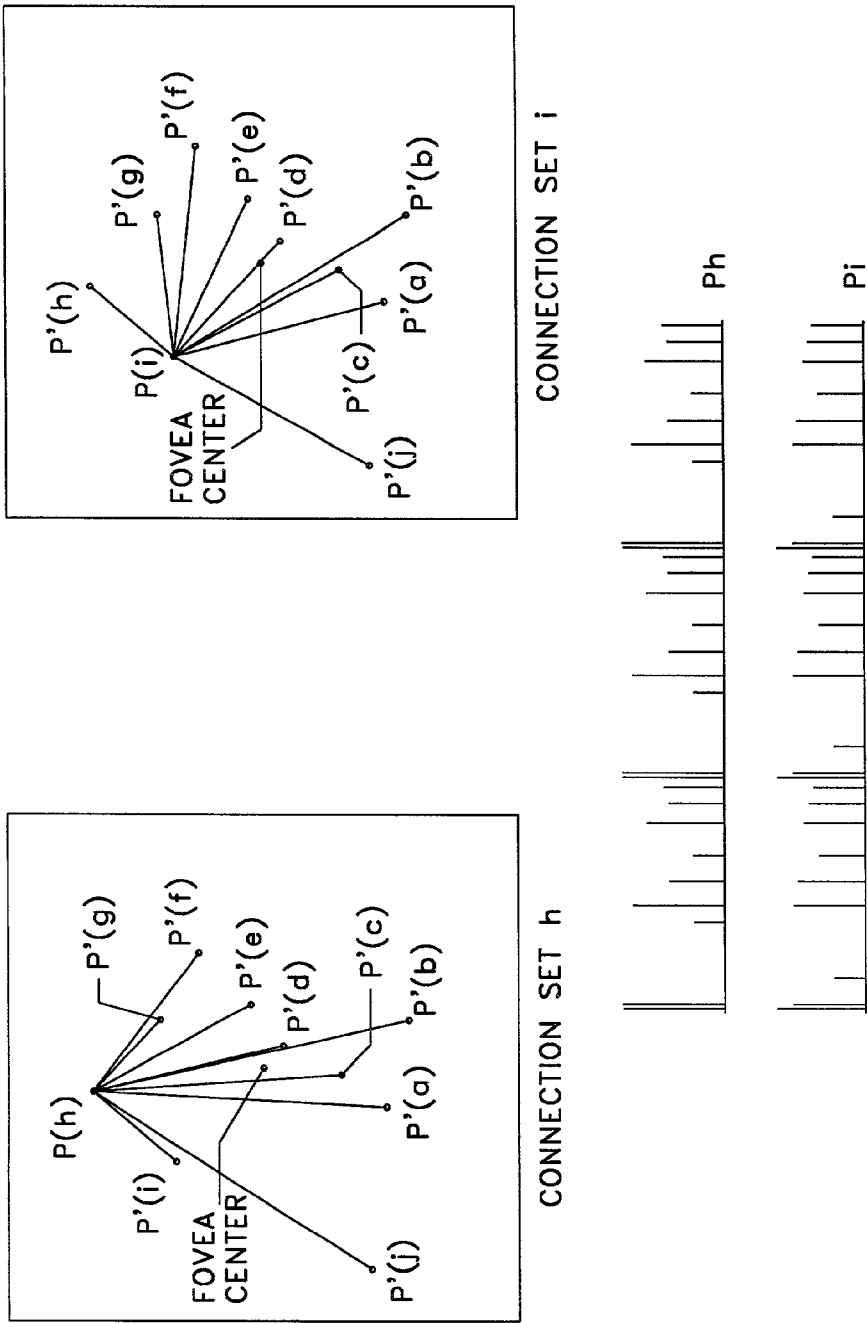 P(h)
P'(g)
P'(f)
P'(i)
P'(e)
FOVEA
CENTER
P'(d)
P'(c)
P'(b)
P'(a)
P'(j)
CONNECTION SET h
P'(h)
P'(g)
P(i)
P'(f)
FOVEA
CENTER
P'(e)
P'(d)
P'(c)
P'(b)
P'(a)
P'(j)
CONNECTION SET i
Ph
Pi